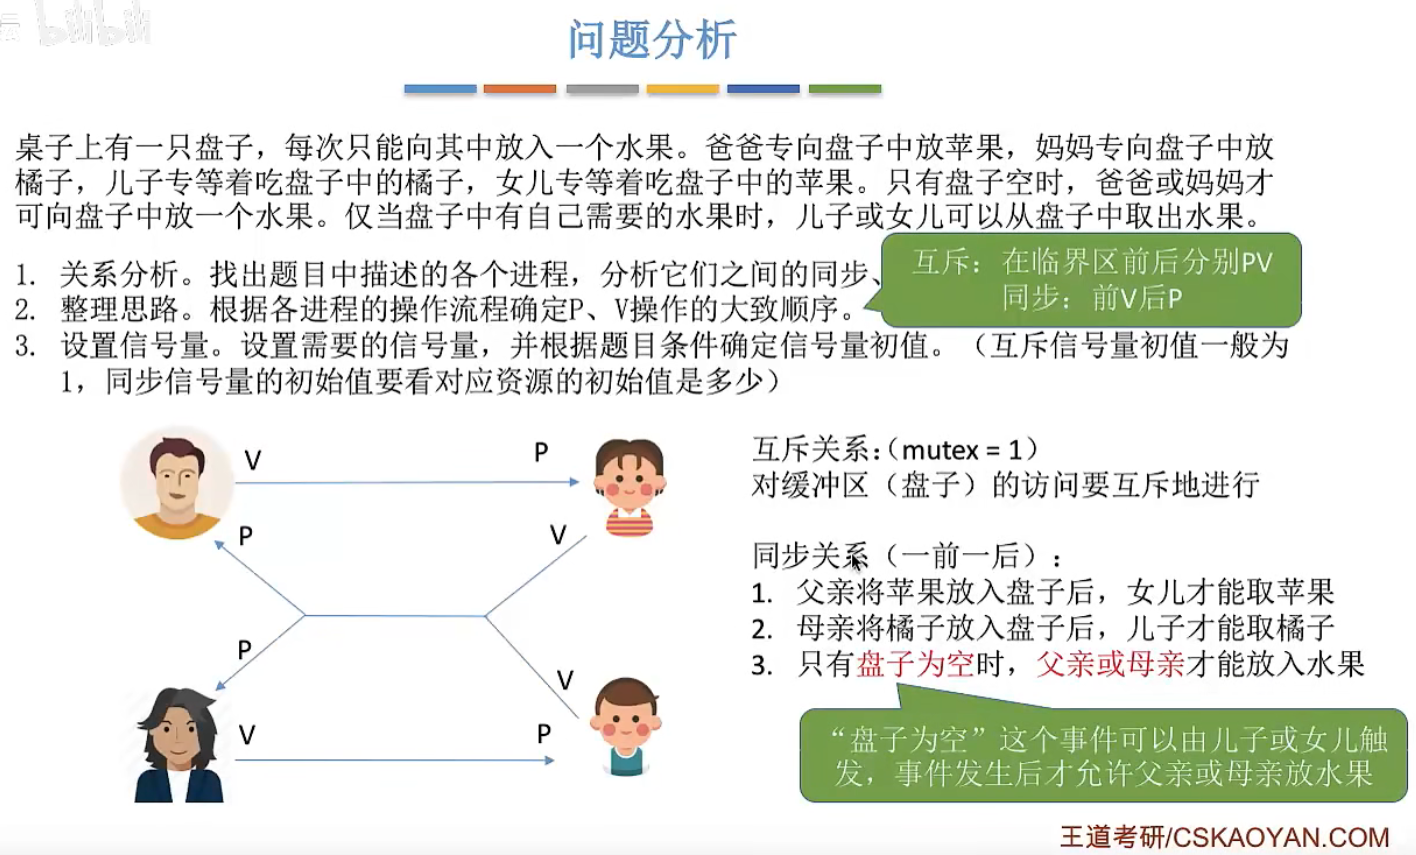 问题分析
桌子上有一只盘子，每次只能向其中放入一个水果。爸爸专向盘子中放苹果，妈妈专向盘子中放
橘子，儿子专等着吃盘子中的橘子，女儿专等着吃盘子中的苹果。只有盘子空时，爸爸或妈妈才
可向盘子中放一个水果。仅当盘子中有自己需要的水果时，儿子或女儿可以从盘子中取出水果。
1. 关系分析。找出题目中描述的各个进程，分析它们之间的同步、
2. 整理思路。根据各进程的操作流程确定P、V操作的大致顺序。
互斥：在临界区前后分别PV
同步：前V后P
3. 设置信号量。设置需要的信号量，并根据题目条件确定信号量初值。（互斥信号量初值一般为
1，同步信号量的初始值要看对应资源的初始值是多少）
V
P
P
V
P
V
V
P
互斥关系：（mutex = 1）
对缓冲区（盘子）的访问要互斥地进行
同步关系（一前一后）：
1. 父亲将苹果放入盘子后，女儿才能取苹果
2. 母亲将橘子放入盘子后，儿子才能取橘子
3. 只有盘子为空时，父亲或母亲才能放入水果
“盘子为空”这个事件可以由儿子或女儿触
发，事件发生后才允许父亲或母亲放水果
王道考研/CSKAOYAN.COM